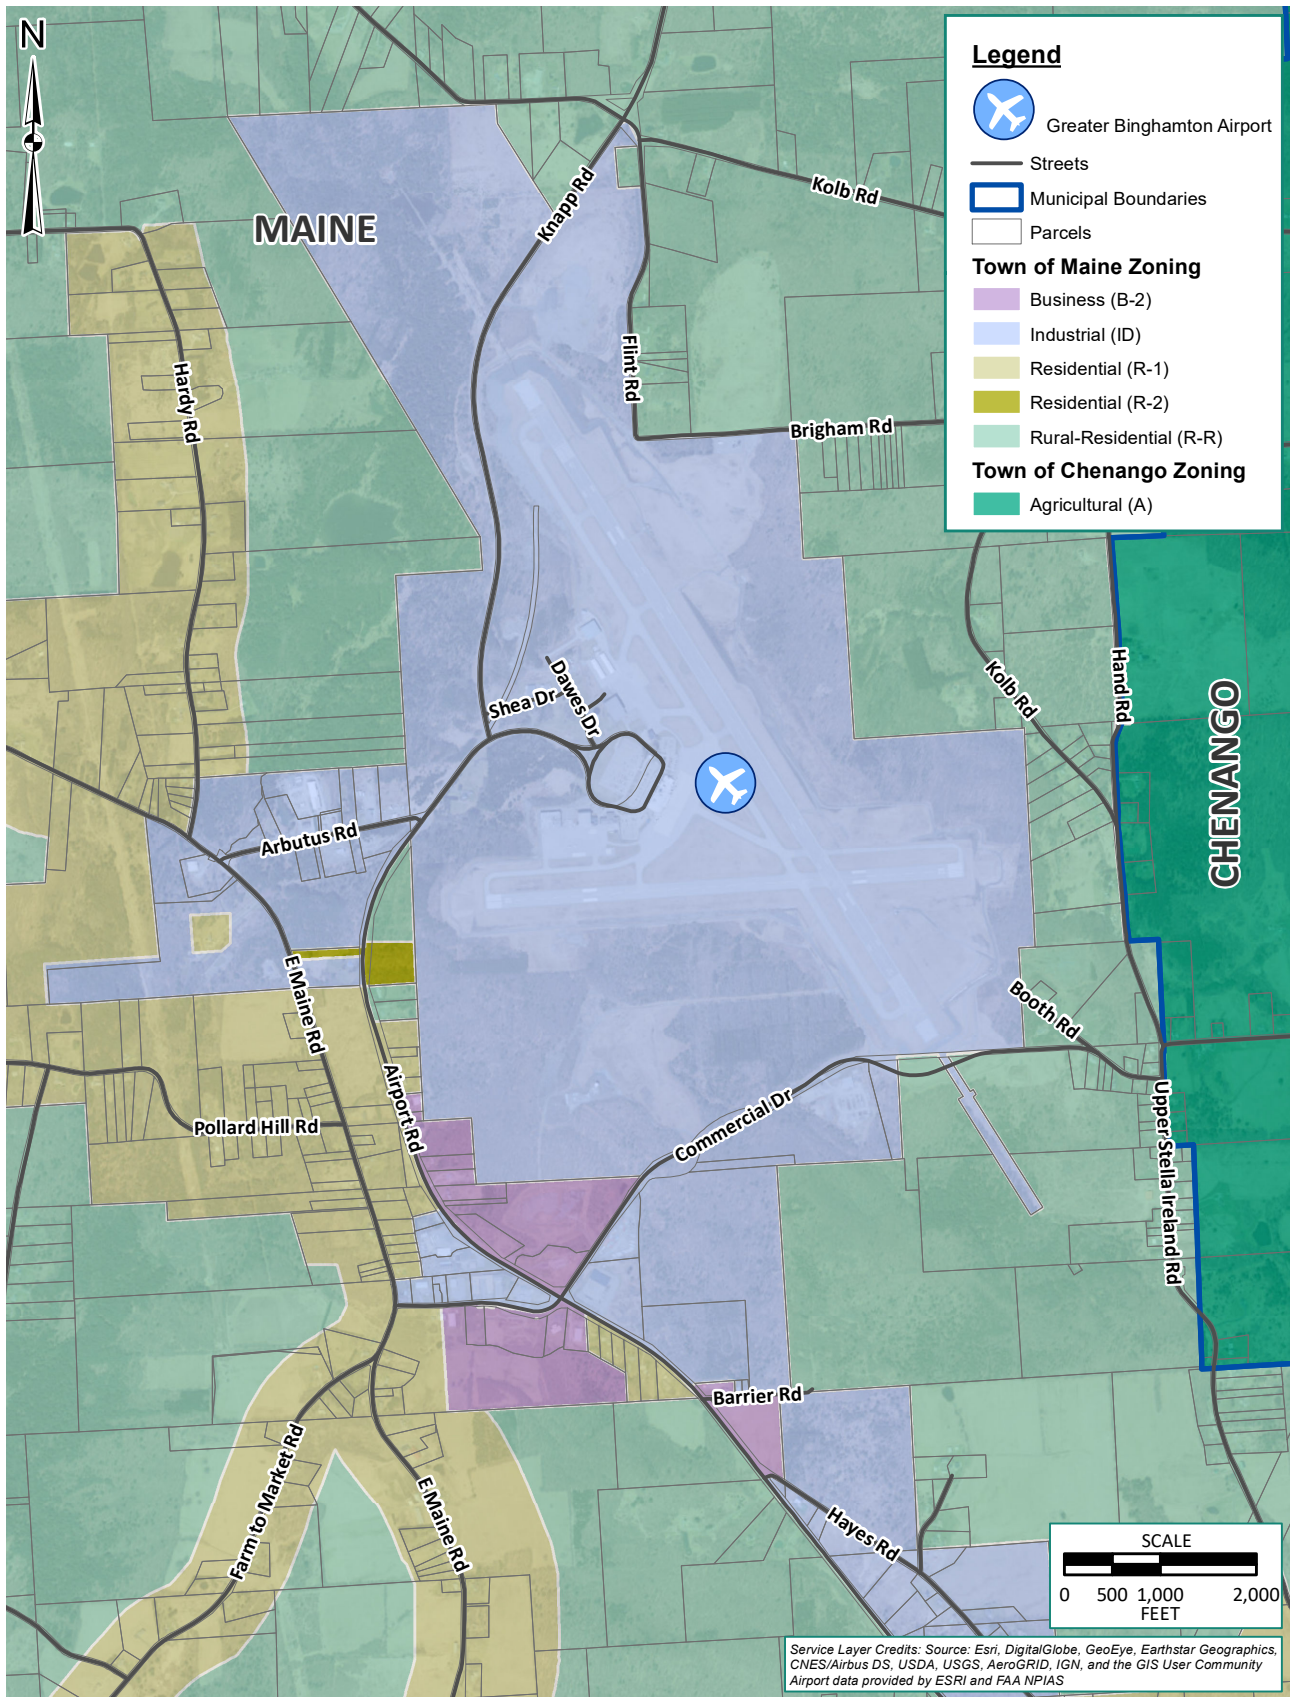 N
Legend
Greater Binghamton Airport
Streets
Municipal Boundaries
Parcels
Town of Maine Zoning
Business (B-2)
Industrial (ID)
Residential (R-1)
Residential (R-2)
Rural-Residential (R-R)
Town of Chenango Zoning
Agricultural (A)
MAINE
Knapp Rd
Kolb Rd
Hardy Rd
Flint Rd
Brigham Rd
Kolb Rd
Hand Rd
CHENANGO
Shea Dr
Dawes Dr
Arbutus Rd
E Maine Rd
Booth Rd
Airport Rd
Pollard Hill Rd
Commercial Dr
Upper Stella Ireland Rd
Barrier Rd
Farm to Market Rd
E Maine Rd
Hayes Rd
SCALE
0 500 1,000 2,000
FEET
Service Layer Credits: Source: Esri, DigitalGlobe, GeoEye, Earthstar Geographics,
CNES/Airbus DS, USDA, USGS, AeroGRID, IGN, and the GIS User Community
Airport data provided by ESRI and FAA NPIAS